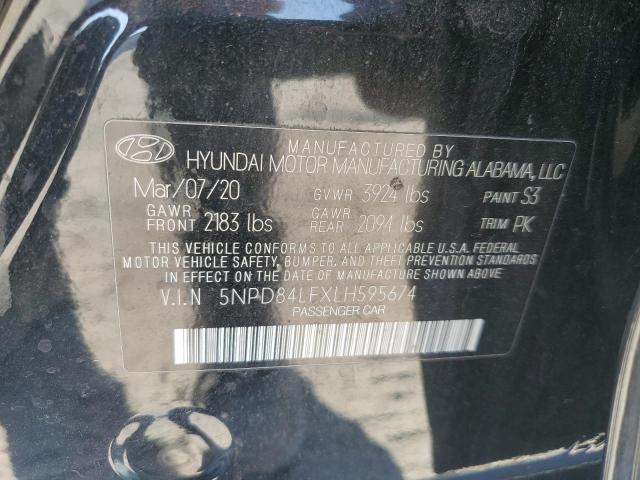 MANUFACTURED BY
HYUNDAI MOTOR MANUFACTURING ALABAMA, LLC
Mar/07/20 GVWR 3924 lbs PAINT S3
GAWR FRONT 2183 lbs GAWR REAR 2094 lbs TRIM PK
THIS VEHICLE CONFORMS TO ALL APPLICABLE U.S.A. FEDERAL
MOTOR VEHICLE SAFETY, BUMPER, AND THEFT PREVENTION STANDARDS
IN EFFECT ON THE DATE OF MANUFACTURE SHOWN ABOVE.
V.I.N 5NPD84LFXLH595674
PASSENGER CAR